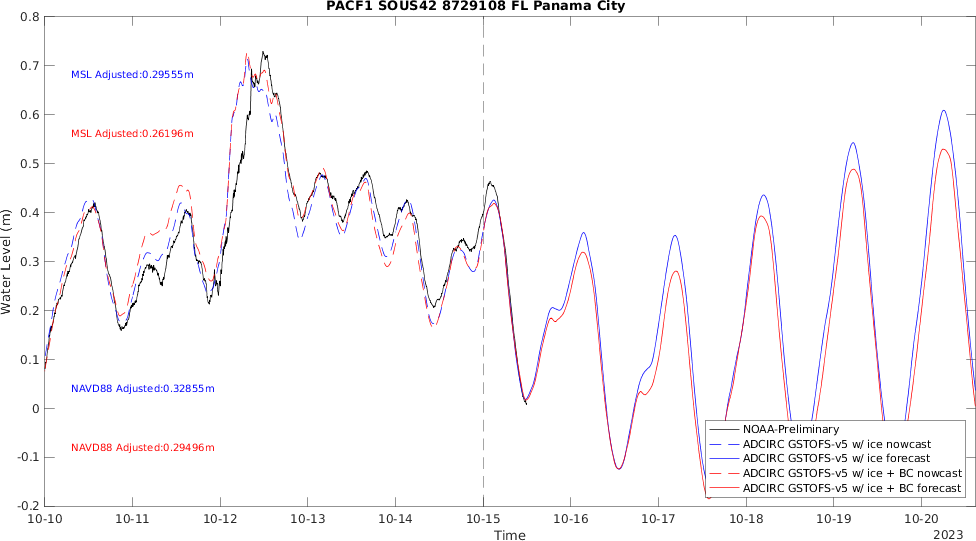 PACF1 SOUS42 8729108 FL Panama City
0.8
0.7
0.6
0.5
0.4
0.3
0.2
0.1
0
-0.1
-0.2
Water Level (m)
MSL Adjusted:0.29555m
MSL Adjusted:0.26196m
NAVD88 Adjusted:0.32855m
NAVD88 Adjusted:0.29496m
NOAA-Preliminary
ADCIRC GSTOFS-v5 w/ ice nowcast
ADCIRC GSTOFS-v5 w/ ice forecast
ADCIRC GSTOFS-v5 w/ ice + BC nowcast
ADCIRC GSTOFS-v5 w/ ice + BC forecast
10-10 10-11 10-12 10-13 10-14 10-15 10-16 10-17 10-18 10-19 10-20
Time
2023